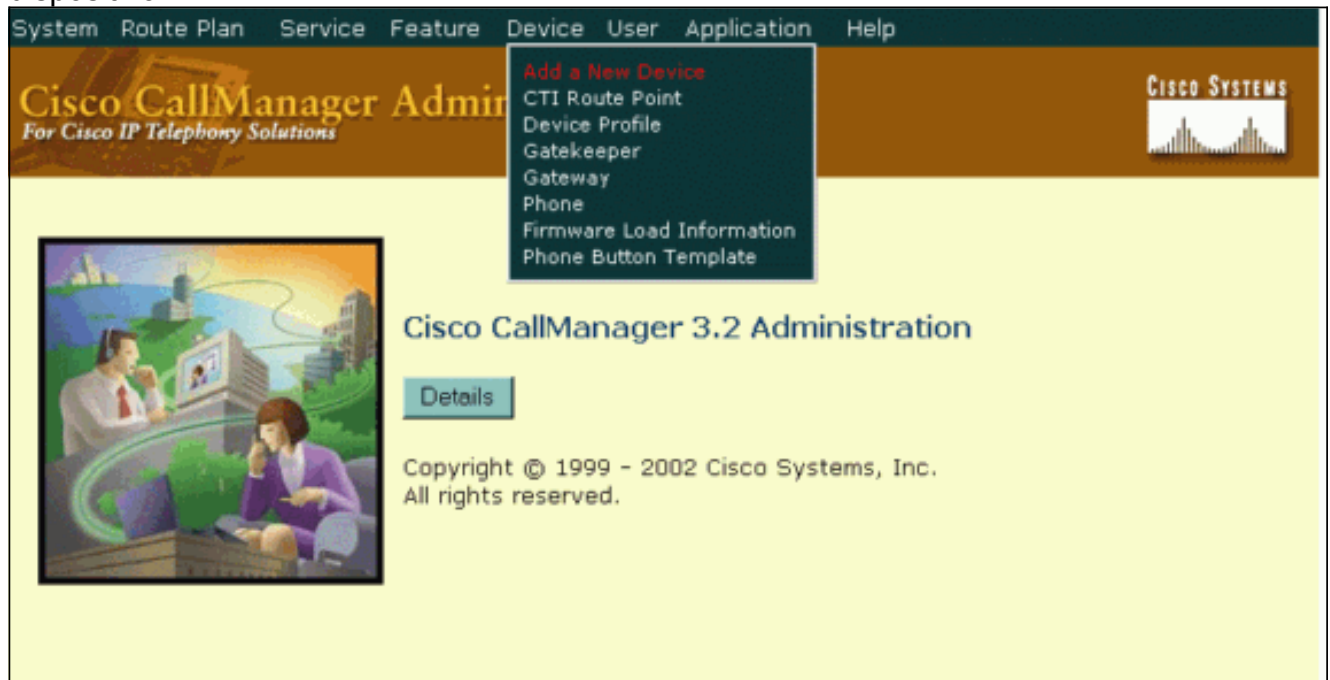 System Route Plan Service Feature Device User Application Help
Add a New Device
CTI Route Point
Device Profile
Gatekeeper
Gateway
Phone
Firmware Load Information
Phone Button Template
Cisco CallManager Admin
For Cisco IP Telephony Solutions
CISCO SYSTEMS
Cisco CallManager 3.2 Administration
Details
Copyright © 1999 - 2002 Cisco Systems, Inc.
All rights reserved.